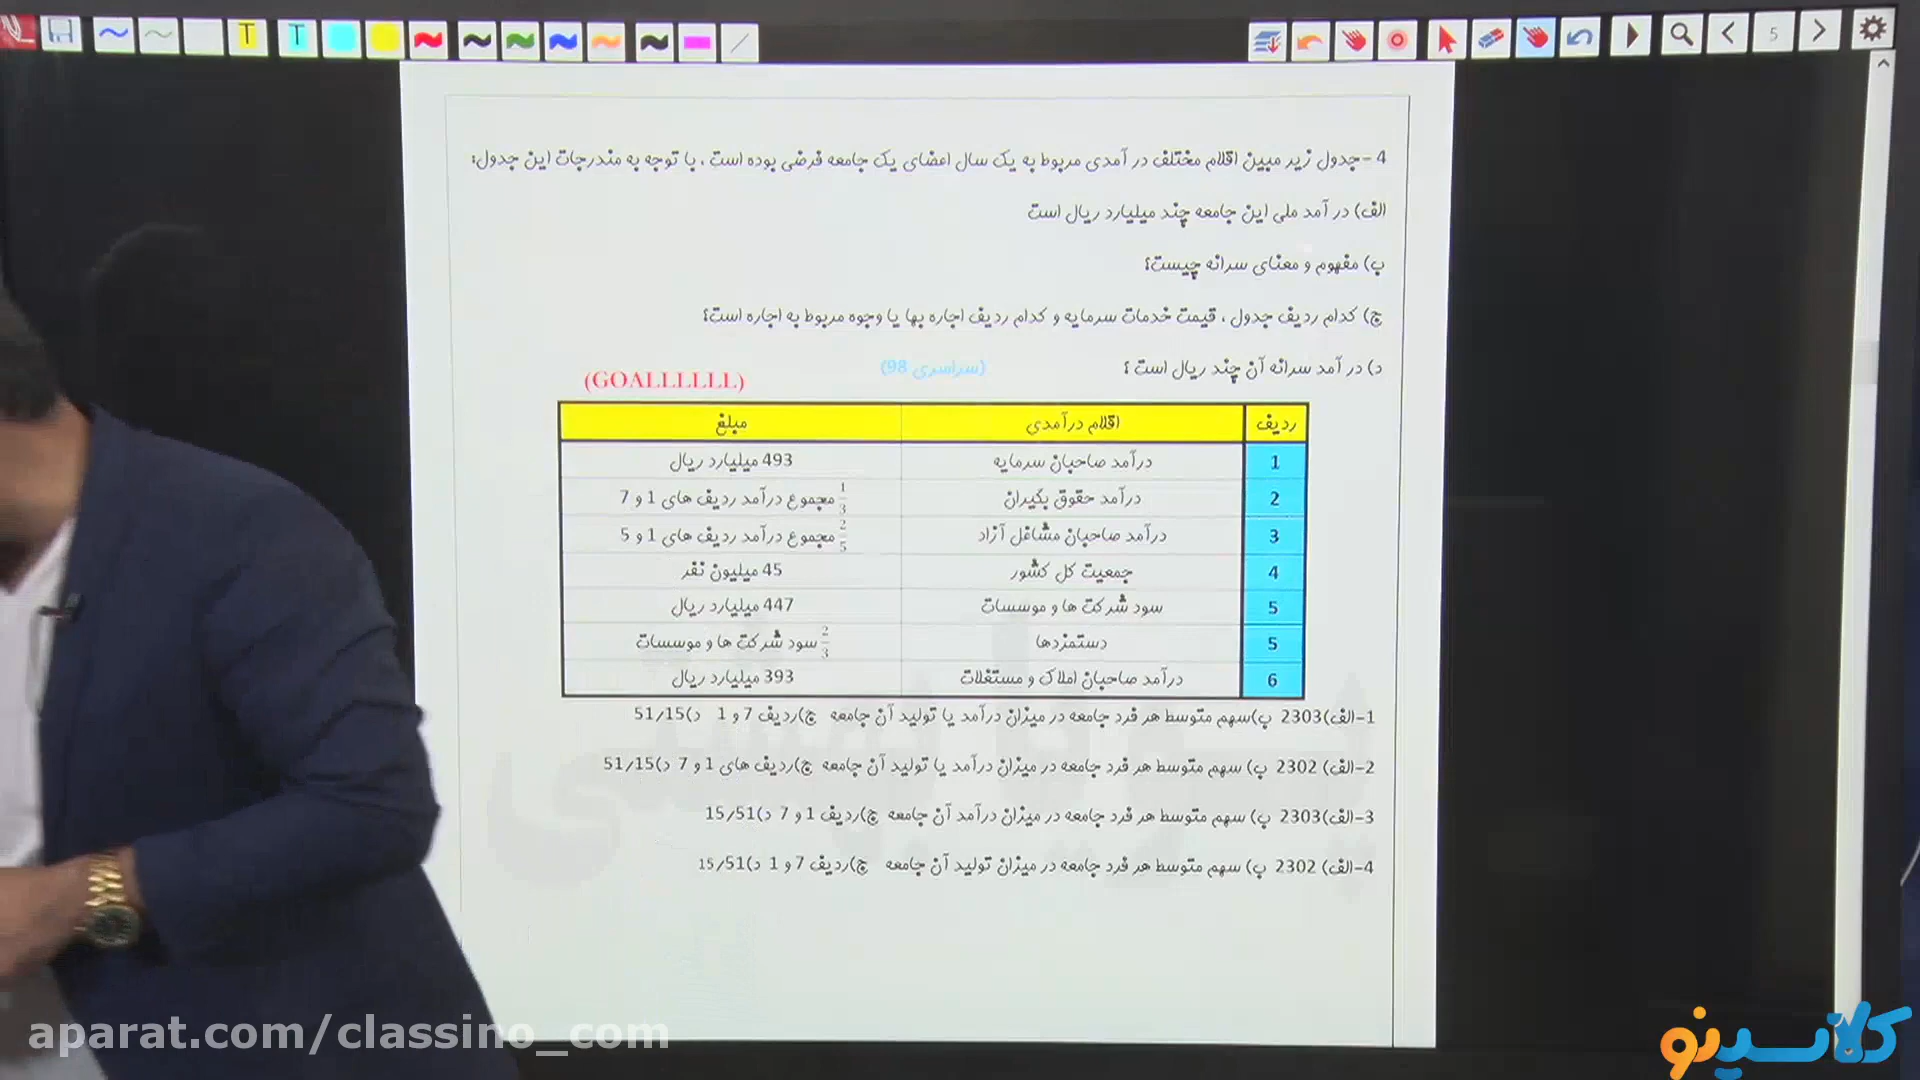 T T 5
4-جدول زیر مبین اقلام مختلف در آمدی مربوط به یک سال اعضای یک جامعه فرضی بوده است ، با توجه به مندرجات این جدول:
الف) در آمد ملی این جامعه چند میلیارد ریال است
ب) مفهوم و معنای سرانه چیست؟
ج) کدام ردیف جدول ، قیمت خدمات سرمایه و کدام ردیف اجاره بها یا وجوه مربوط به اجاره است؟
د) در آمد سرانه آن چند ریال است ؟ (سراسری 98) (GOALLLLLL)
ردیف اقلام درآمدی مبلغ
1 درآمد صاحبان سرمایه 493 میلیارد ریال
2 درآمد حقوق بگیران 1/3 مجموع درآمد ردیف های 1 و 7
3 درآمد صاحبان مشاغل آزاد 2/5 مجموع درآمد ردیف های 1 و 5
4 جمعیت کل کشور 45 میلیون نفر
5 سود شرکت ها و موسسات 447 میلیارد ریال
5 دستمزدها 2/3 سود شرکت ها و موسسات
6 درآمد صاحبان املاک و مستغلات 393 میلیارد ریال
1-الف)2303 ب)سهم متوسط هر فرد جامعه در میزان درآمد یا تولید آن جامعه ج)ردیف 7 و 1 د)51/15
2-الف) 2302 ب) سهم متوسط هر فرد جامعه در میزان درآمد یا تولید آن جامعه ج)ردیف های 1 و 7 د)51/15
3-الف)2303 ب) سهم متوسط هر فرد جامعه در میزان درآمد آن جامعه ج)ردیف 1 و 7 د)15/51
4-الف) 2302 ب) سهم متوسط هر فرد جامعه در میزان تولید آن جامعه ج)ردیف 7 و 1 د)15/51
aparat.com/classino_com
کلاسینو